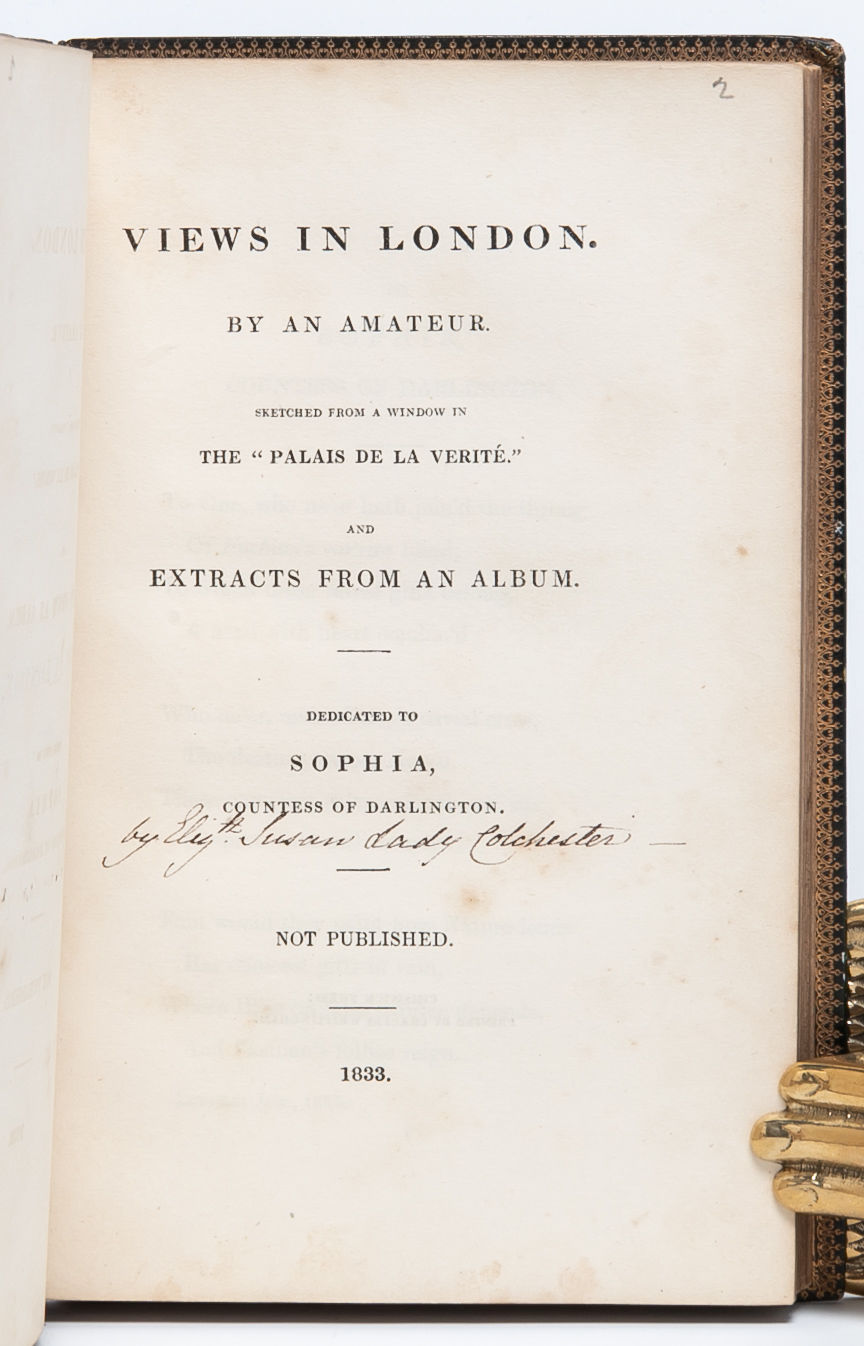 2
VIEWS IN LONDON.
BY AN AMATEUR.
SKETCHED FROM A WINDOW IN
THE “ PALAIS DE LA VERITÉ.”
AND
EXTRACTS FROM AN ALBUM.
DEDICATED TO
SOPHIA,
COUNTESS OF DARLINGTON.
by Elizth. Susan Lady Colchester —
NOT PUBLISHED.
1833.